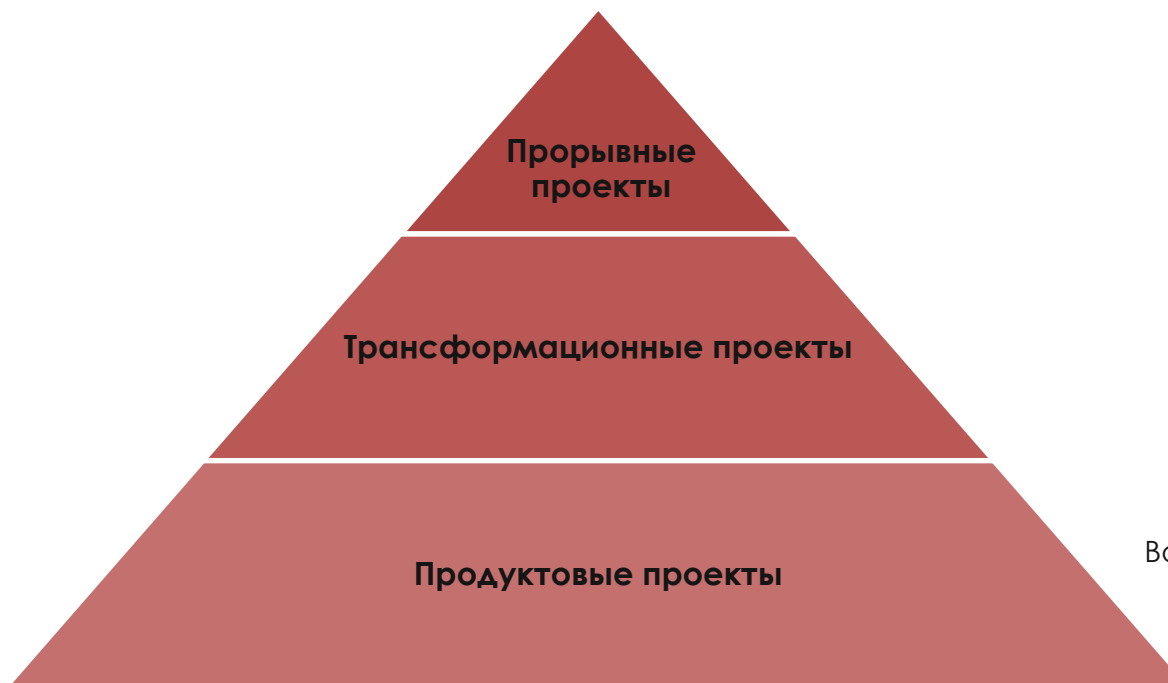 Прорывные
проекты
Трансформационные проекты
Продуктовые проекты